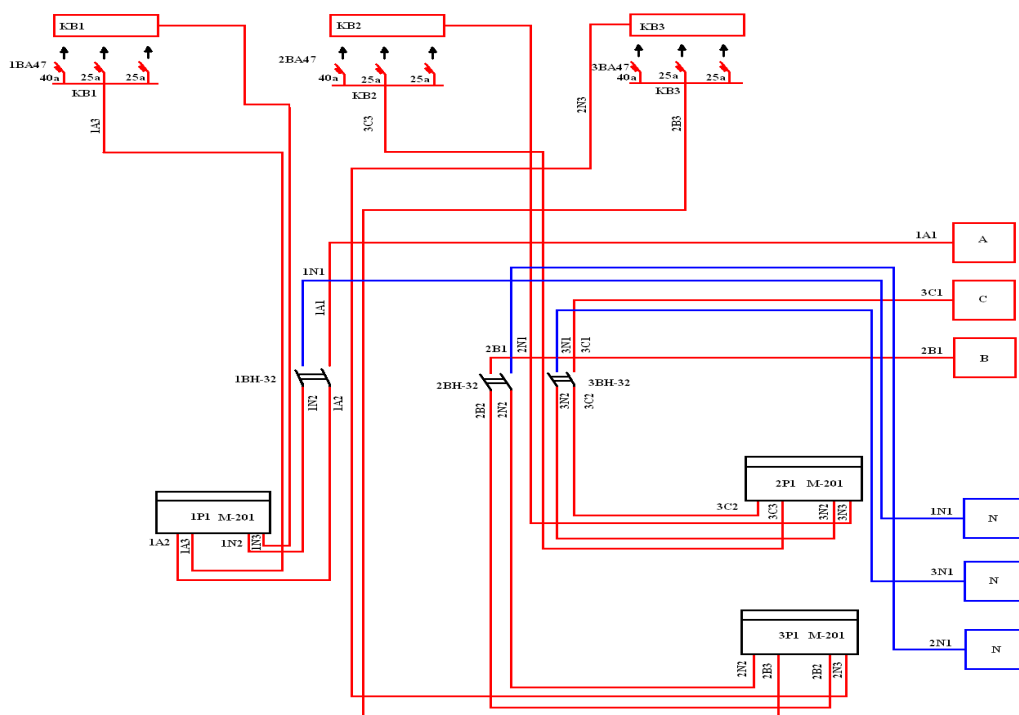 KB1
KB2
KB3
1BA47
40a
25a
25a
KB1
2BA47
40a
25a
25a
KB2
3BA47
40a
25a
25a
KB3
1A3
3C3
2N3
2B3
1A1
A
1N1
1A1
3C1
C
2B1
2N1
3N1
3C1
2B1
B
1BH-32
1N2
1A2
2BH-32
2B2
2N2
3N2
3C2
3BH-32
1P1 M-201
1A2
1A3
1N2
1N3
2P1 M-201
3C2
3C3
3N2
3N3
1N1
N
3N1
N
3P1 M-201
2N2
2B3
2B2
2N3
2N1
N